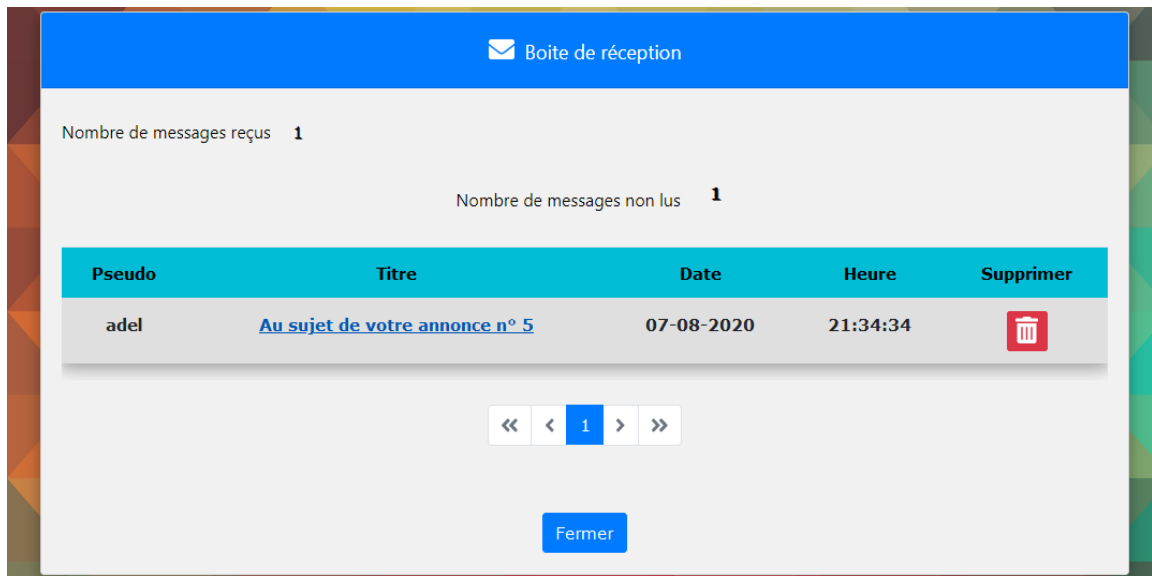 Boite de réception
Nombre de messages reçus 1
Nombre de messages non lus 1
Pseudo Titre Date Heure Supprimer
adel Au sujet de votre annonce n° 5 07-08-2020 21:34:34
« ‹ 1 › »
Fermer